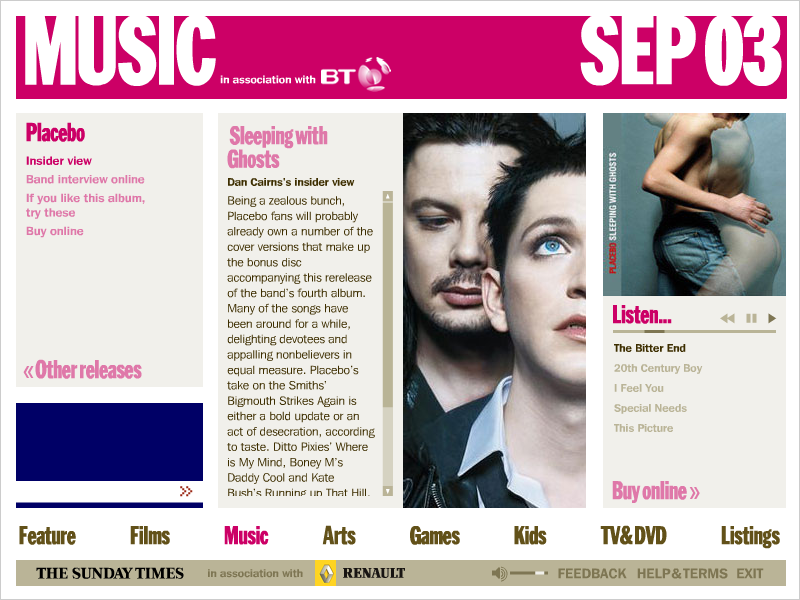 MUSIC in association with BT SEP 03
Placebo
Insider view
Band interview online
If you like this album,
try these
Buy online
«Other releases
Sleeping with
Ghosts
Dan Cairns's insider view
Being a zealous bunch,
Placebo fans will probably
already own a number of the
cover versions that make up
the bonus disc
accompanying this rerelease
of the band's fourth album.
Many of the songs have
been around for a while,
delighting devotees and
appalling nonbelievers in
equal measure. Placebo's
take on the Smiths'
Bigmouth Strikes Again is
either a bold update or an
act of desecration, according
to taste. Ditto Pixies' Where
is My Mind, Boney M's
Daddy Cool and Kate
Bush's Running up That Hill.
PLACEBO SLEEPING WITH GHOSTS
Listen...
The Bitter End
20th Century Boy
I Feel You
Special Needs
This Picture
Buy online »
Feature Films Music Arts Games Kids TV&DVD Listings
THE SUNDAY TIMES in association with RENAULT FEEDBACK HELP&TERMS EXIT